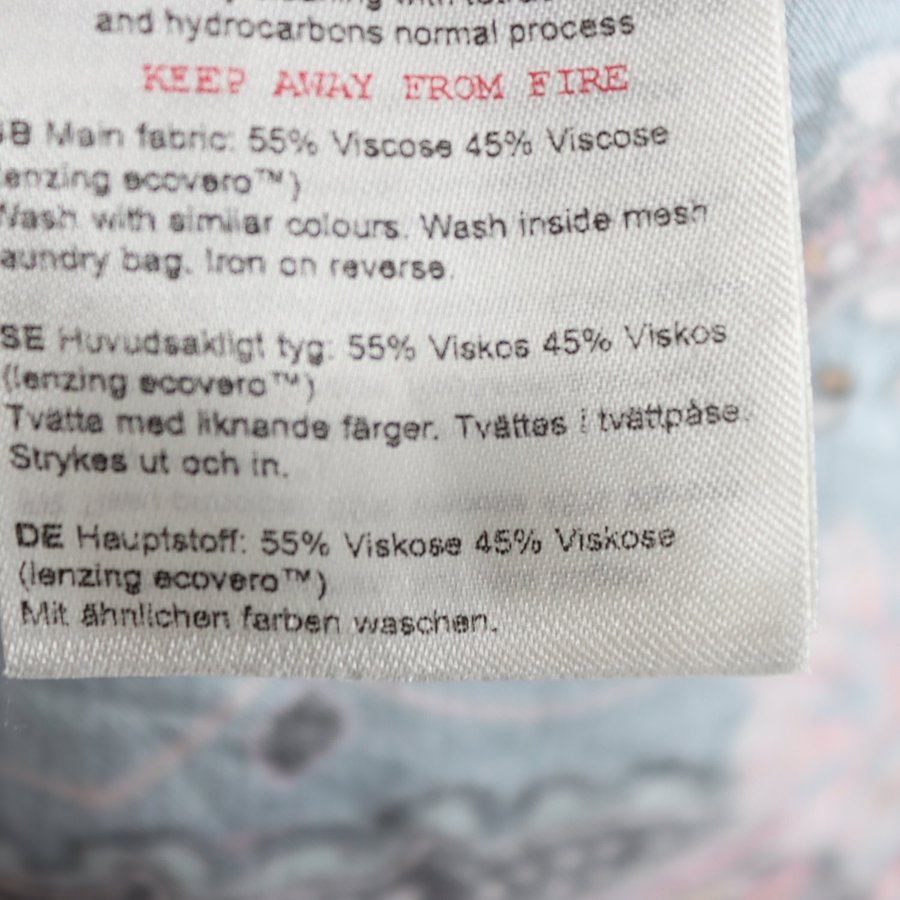 and hydrocarbons normal process
KEEP AWAY FROM FIRE
GB Main fabric: 55% Viscose 45% Viscose
(lenzing ecovero™)
Wash with similar colours. Wash inside mesh
laundry bag. Iron on reverse.
SE Huvudsakligt tyg: 55% Viskos 45% Viskos
(lenzing ecovero™)
Tvätta med liknande färger. Tvättas i tvättpåse.
Strykes ut och in.
DE Hauptstoff: 55% Viskose 45% Viskose
(lenzing ecovero™)
Mit ähnlichen farben waschen.